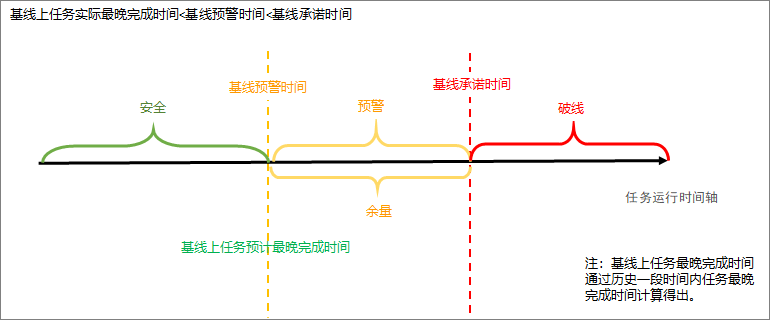 基线上任务实际最晚完成时间<基线预警时间<基线承诺时间
基线预警时间
基线承诺时间
安全
预警
破线
任务运行时间轴
余量
基线上任务预计最晚完成时间
注：基线上任务最晚完成时间
通过历史一段时间内任务最晚
完成时间计算得出。